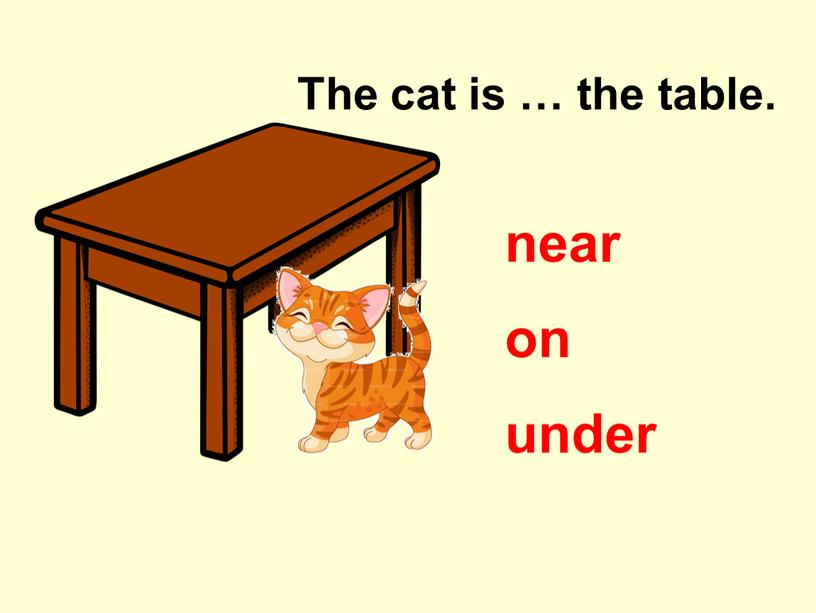 The cat is … the table.
near
on
under